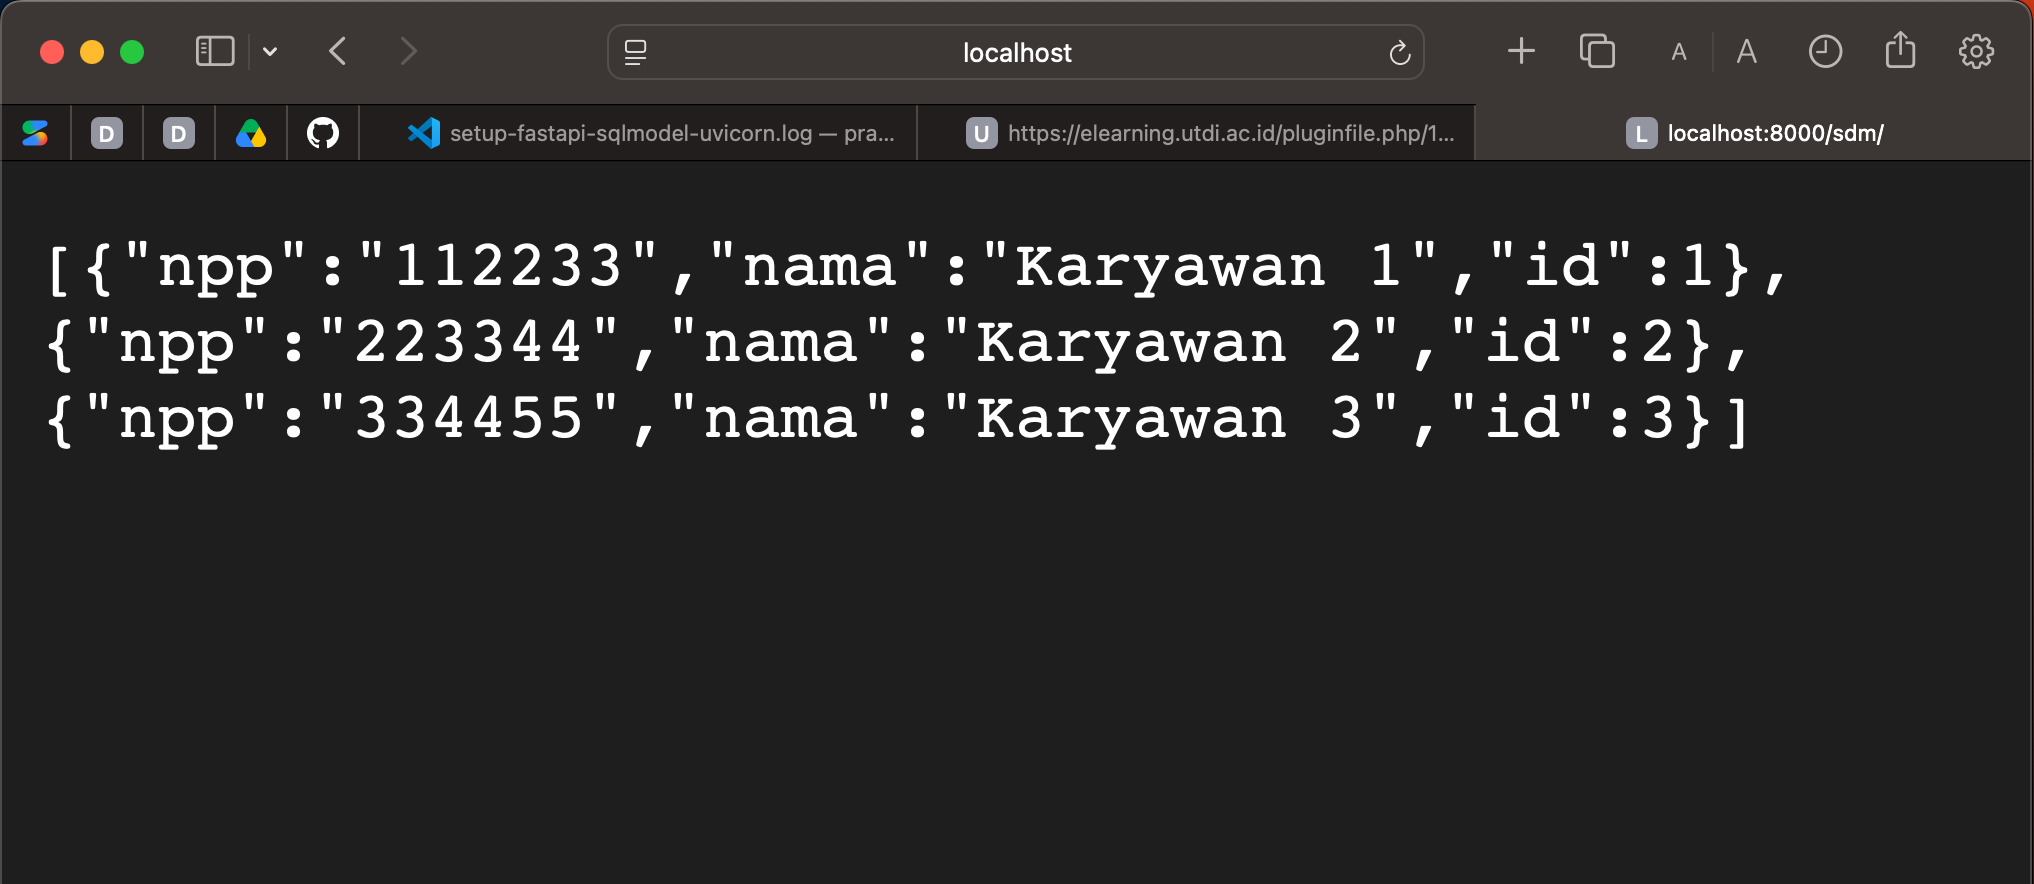 localhost
A A
D D setup-fastapi-sqlmodel-uvicorn.log — pra... U https://elearning.utdi.ac.id/pluginfile.php/1... L localhost:8000/sdm/
[{"npp":"112233","nama":"Karyawan 1","id":1},
{"npp":"223344","nama":"Karyawan 2","id":2},
{"npp":"334455","nama":"Karyawan 3","id":3}]